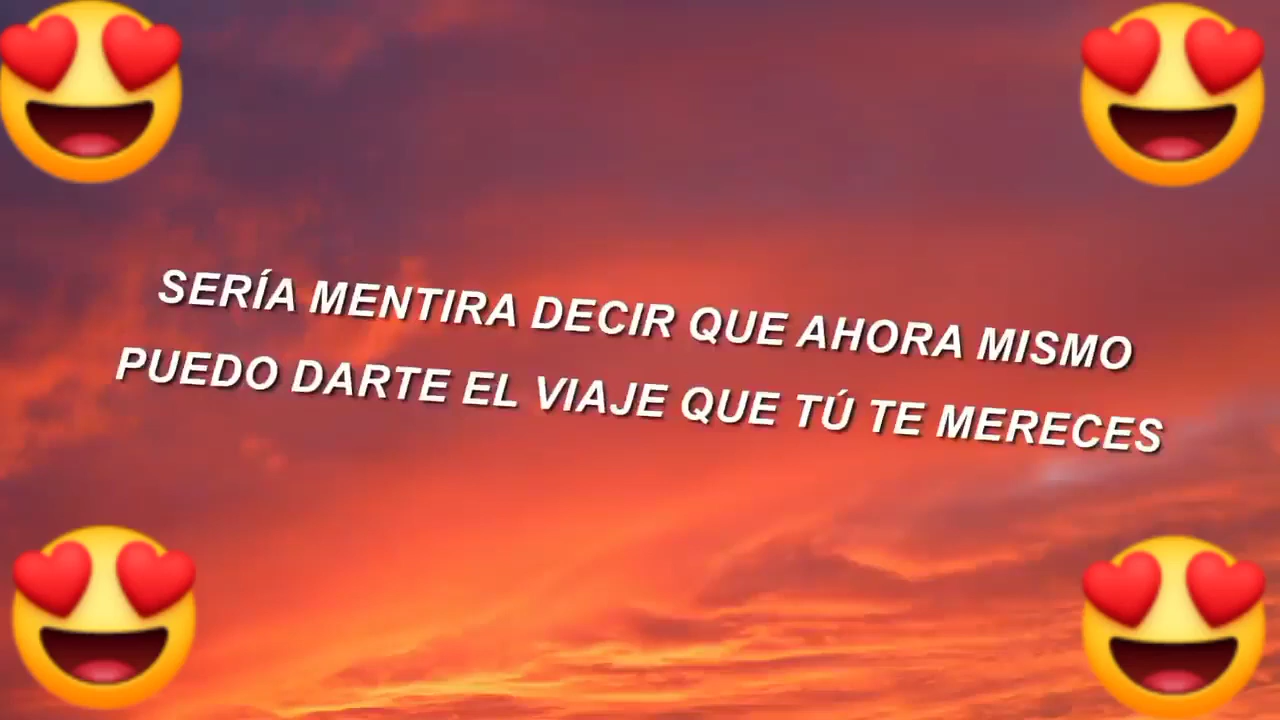 SERÍA MENTIRA DECIR QUE AHORA MISMO
PUEDO DARTE EL VIAJE QUE TÚ TE MERECES